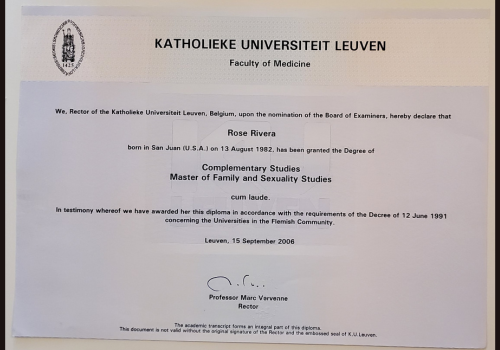 KATHOLIEKE UNIVERSITEIT LEUVEN
Faculty of Medicine
We, Rector of the Katholieke Universiteit Leuven, Belgium, upon the nomination of the Board of Examiners, hereby declare that
Rose Rivera
born in San Juan (U.S.A.) on 13 August 1982, has been granted the Degree of
Complementary Studies
Master of Family and Sexuality Studies
cum laude.
In testimony whereof we have awarded her this diploma in accordance with the requirements of the Decree of 12 June 1991
concerning the Universities in the Flemish Community.
Leuven, 15 September 2006
Professor Marc Vervenne
Rector
The academic transcript forms an integral part of this diploma.
This document is not valid without the original signature of the Rector and the embossed seal of K.U.Leuven.